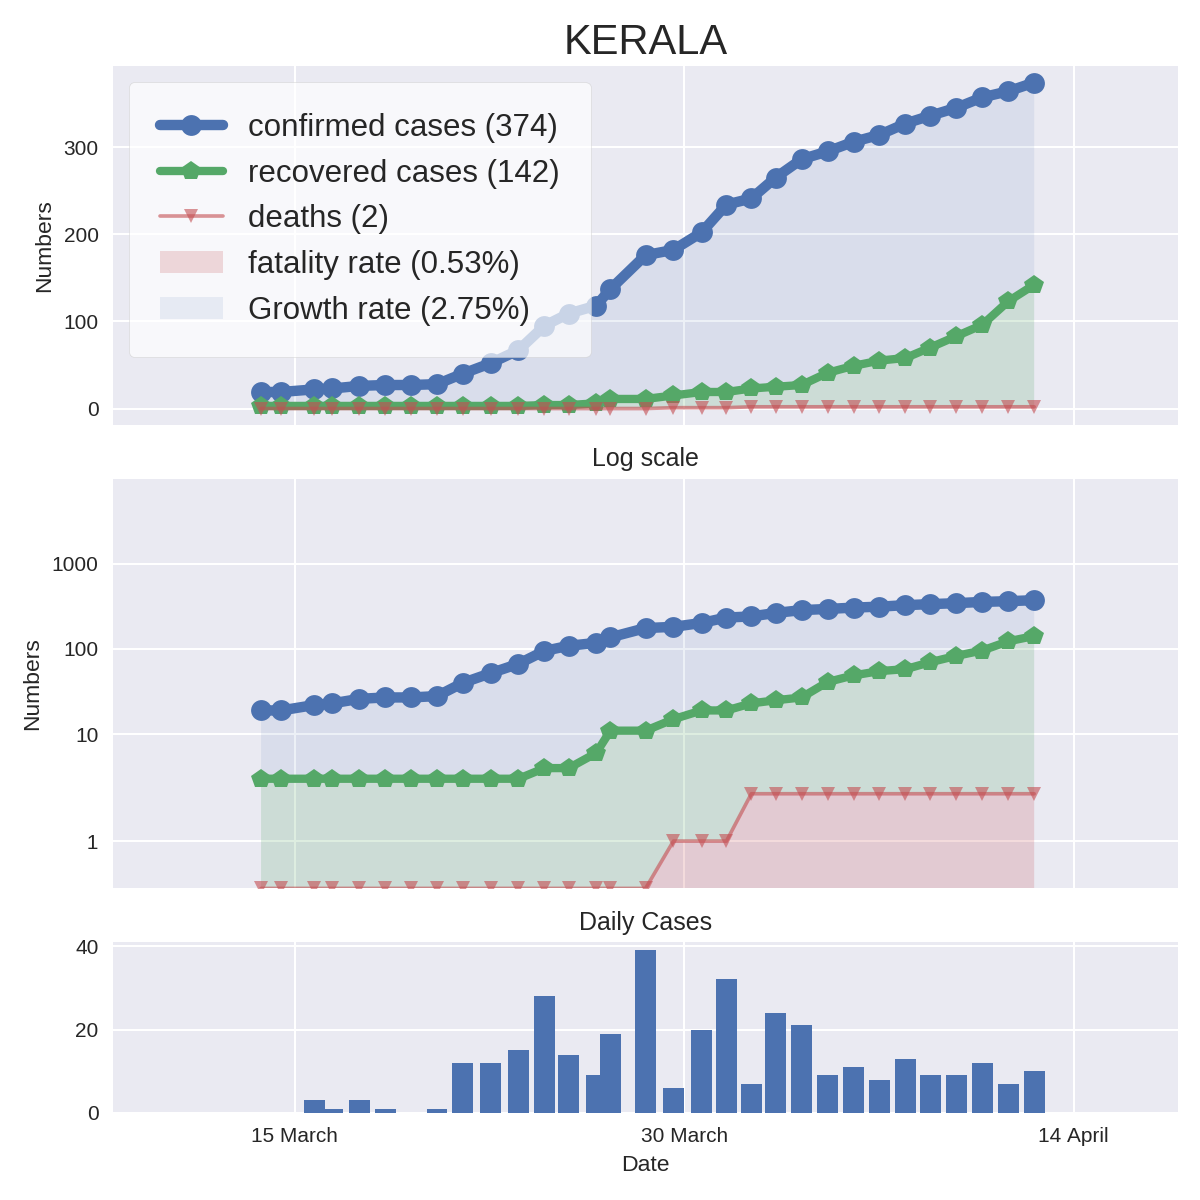 KERALA
confirmed cases (374)
recovered cases (142)
deaths (2)
fatality rate (0.53%)
Growth rate (2.75%)
Numbers
300
200
100
0
Log scale
Numbers
1000
100
10
1
Daily Cases
40
20
0
15 March
30 March
14 April
Date